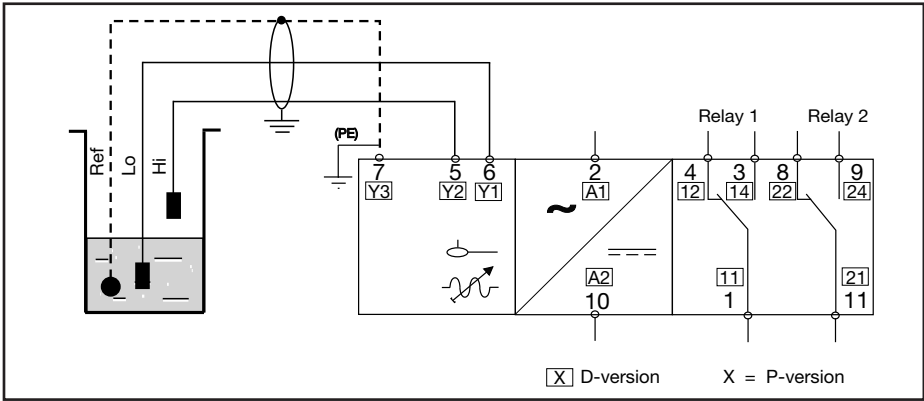 Relay 1 Relay 2
(PE)
Ref
Lo
Hi
7 5 6 2 4 3 8 9
Y3 Y2 Y1 A1 12 14 22 24
A2 11 21
10 1 11
X D-version X = P-version